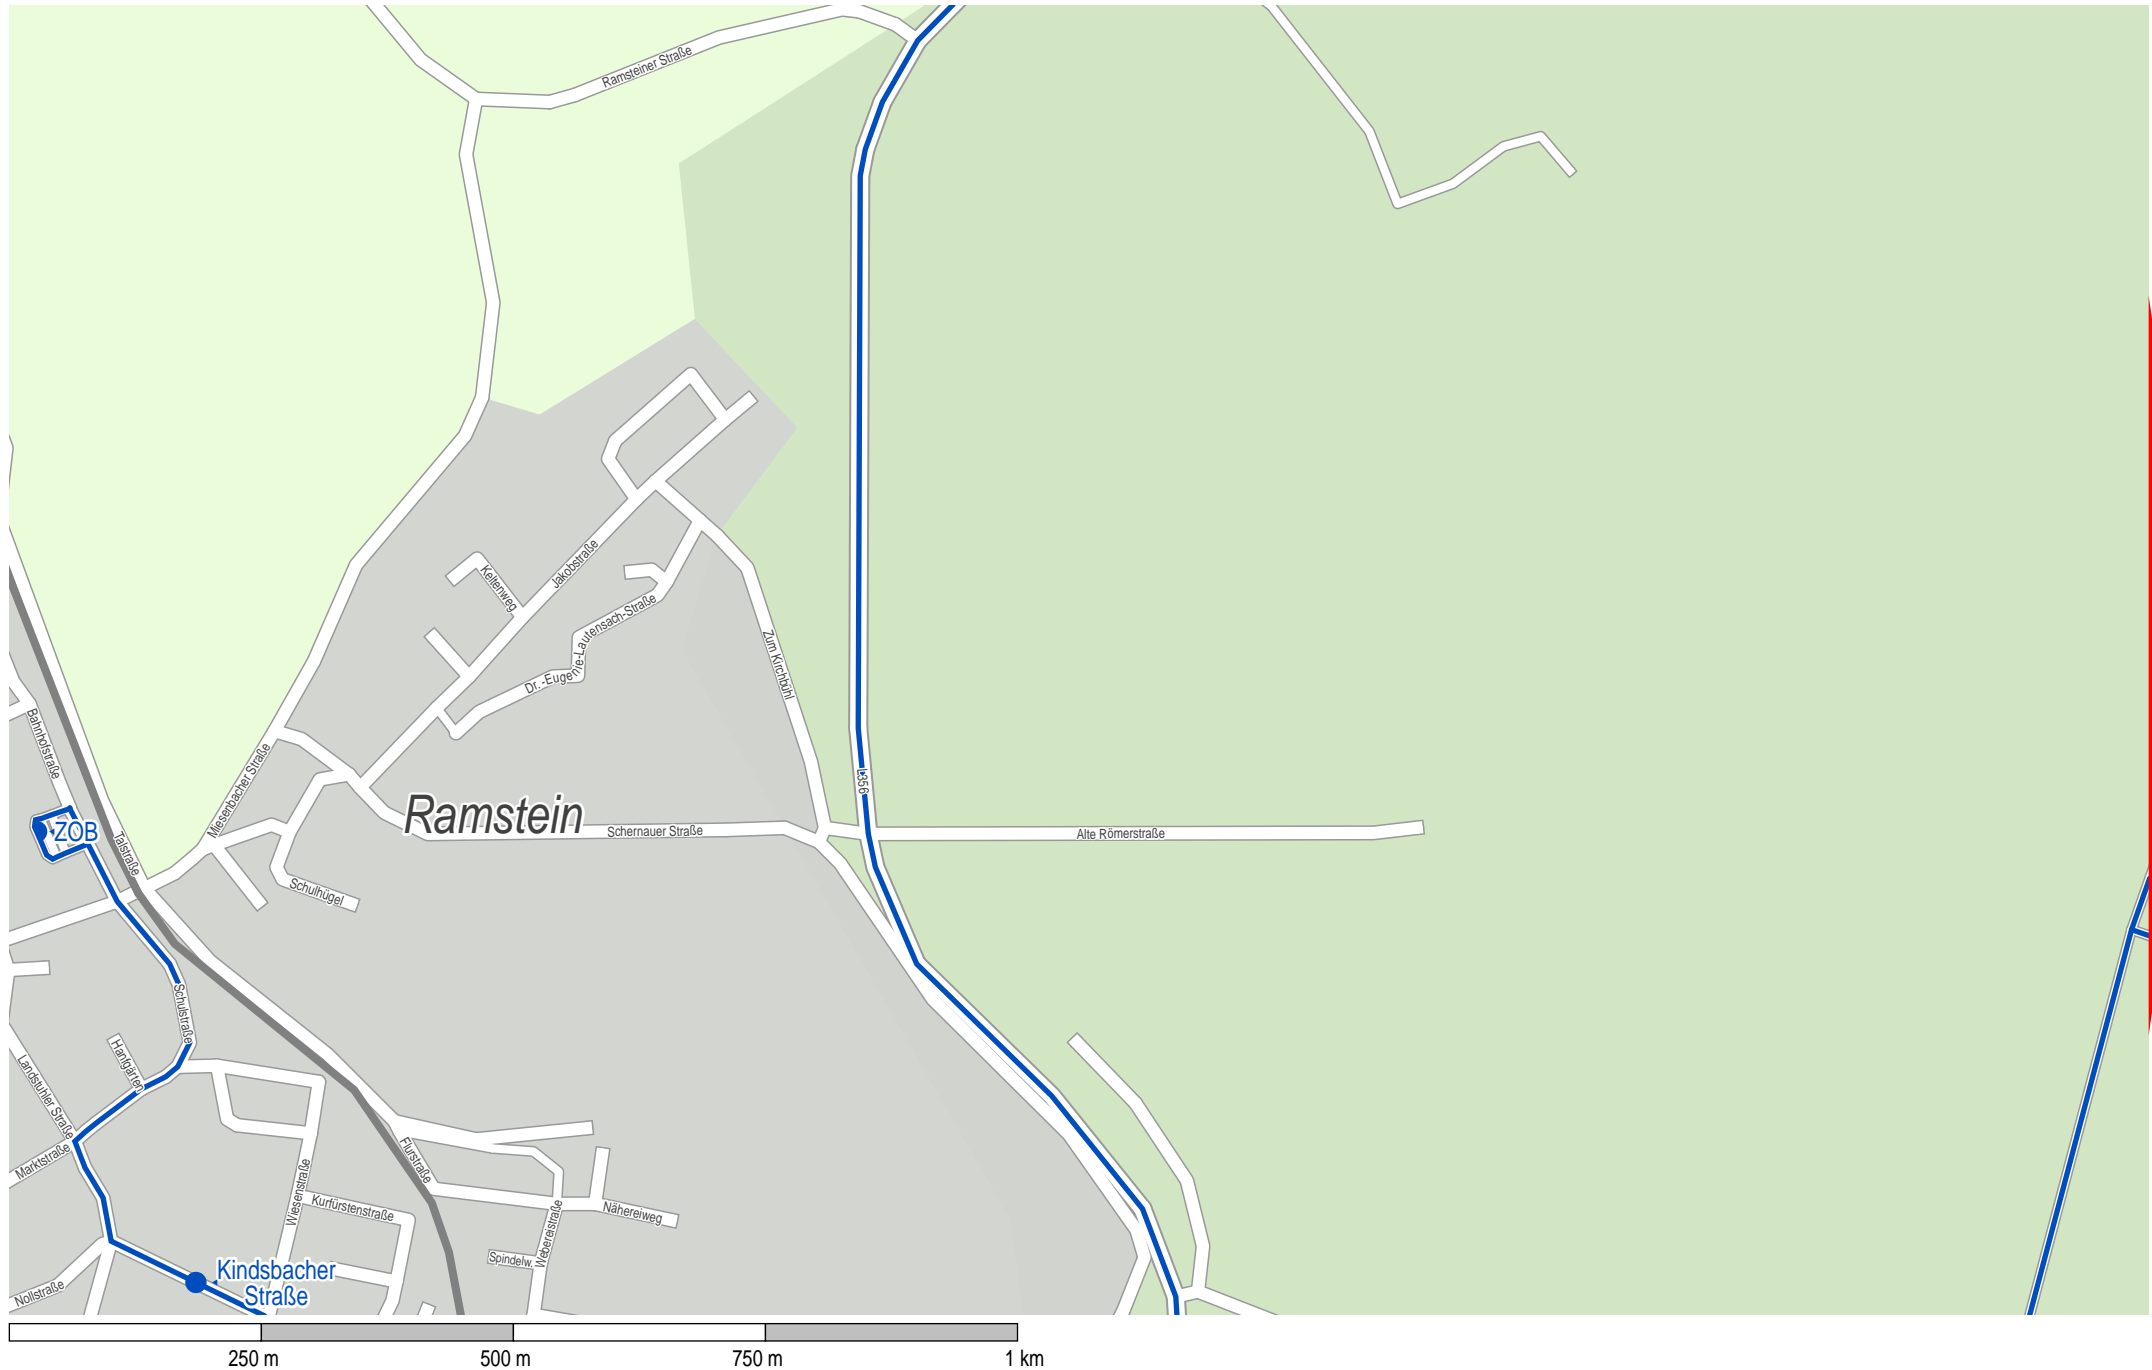 Ramsteiner Straße
Jakobstraße
Keltenweg
Dr.-Eugenie-Lautensach-Straße
Zum Kirchbühl
Bahnhofstraße
Miesenbacher Straße
L356
Ramstein
ZOB
Talstraße
Schernauer Straße
Alte Römerstraße
Schulhügel
Schulstraße
Hanfgärten
Landstuhler Straße
Marktstraße
Flurstraße
Wiesenstraße
Kurfürstenstraße
Webereistraße
Nähereiweg
Spindelw.
Kindsbacher
Straße
Nollstraße
250 m
500 m
750 m
1 km